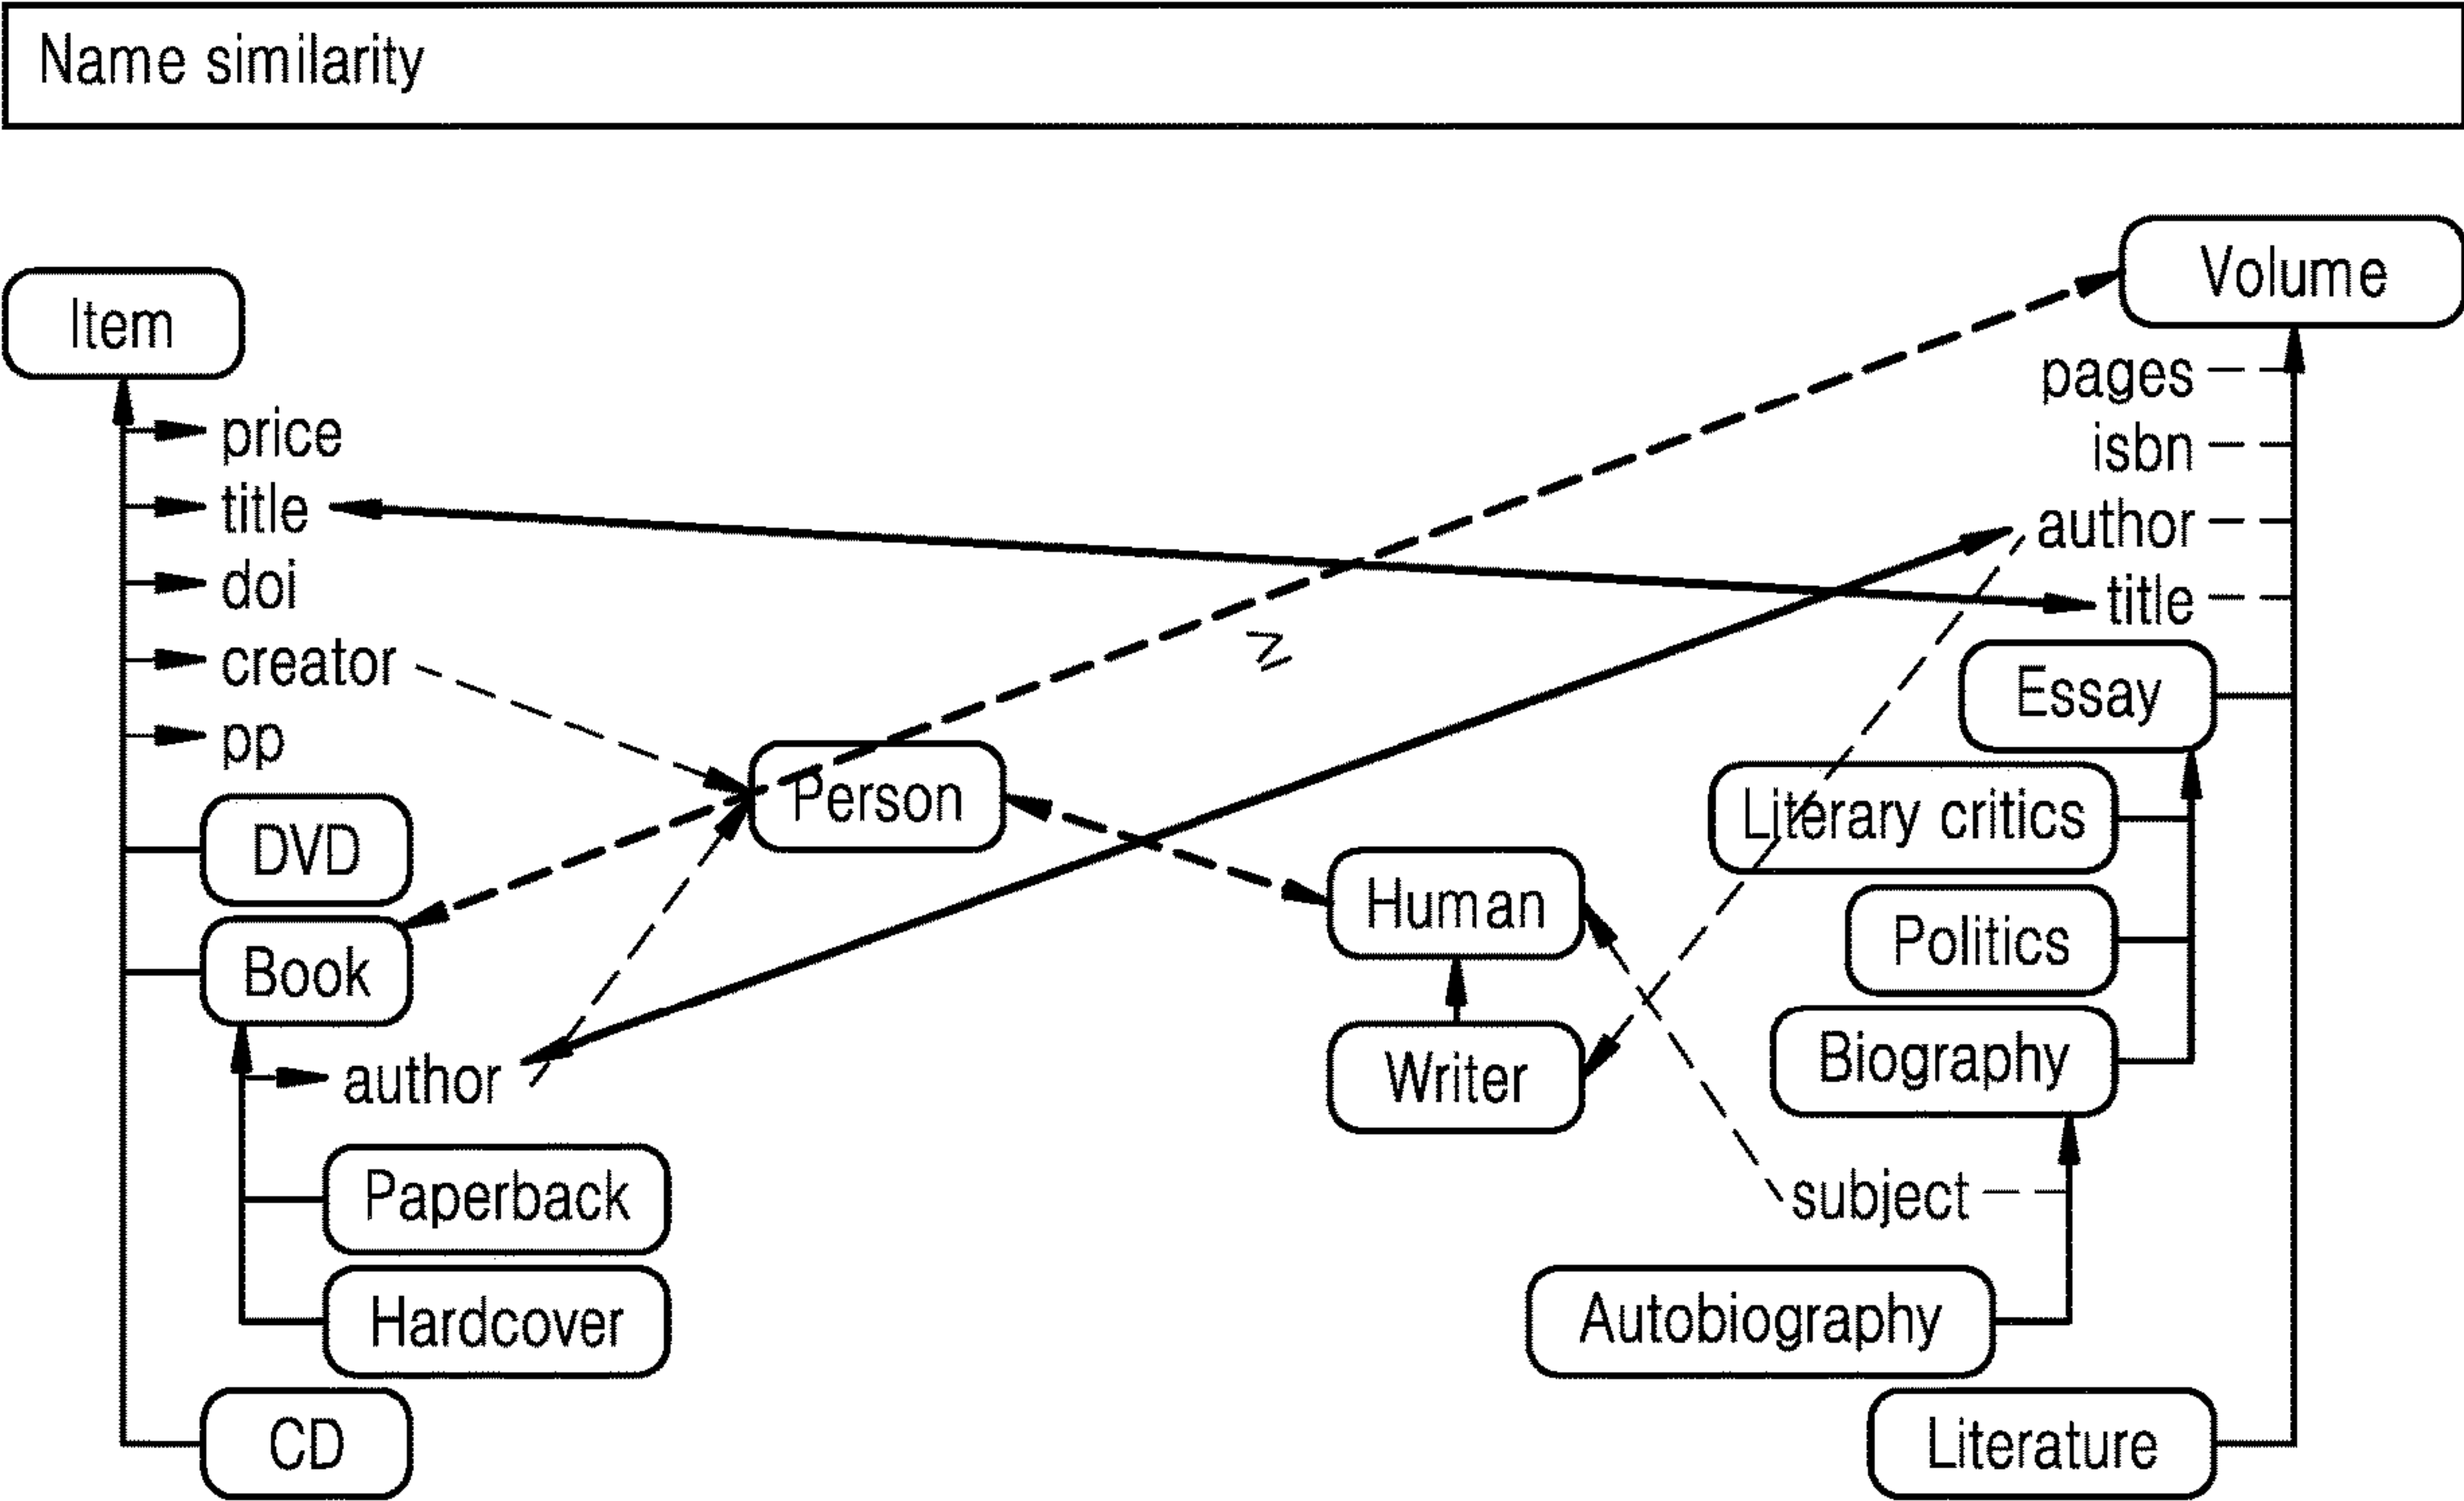 Name similarity
Item
price
title
doi
creator
pp
DVD
Book
author
Paperback
Hardcover
CD
Person
≥
Human
Writer
Volume
pages
isbn
author
title
Essay
Literary critics
Politics
Biography
subject
Autobiography
Literature